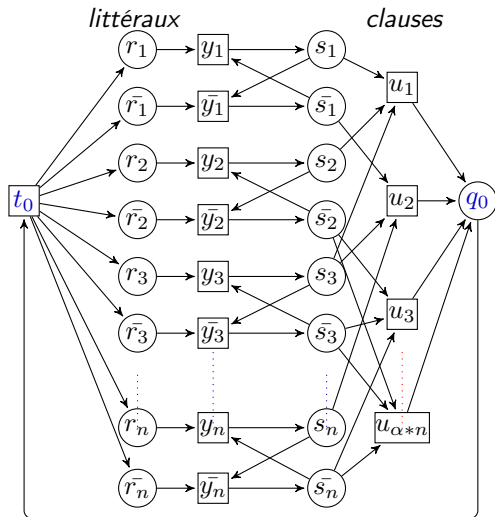 littéraux clauses
r₁ y₁ s₁
u₁
r̄₁ ȳ₁ s̄₁
r₂ y₂ s₂
t₀ u₂ q₀
r̄₂ ȳ₂ s̄₂
r₃ y₃ s₃
u₃
r̄₃ ȳ₃ s̄₃
rₙ yₙ sₙ u_{α*n}
r̄ₙ ȳₙ s̄ₙ